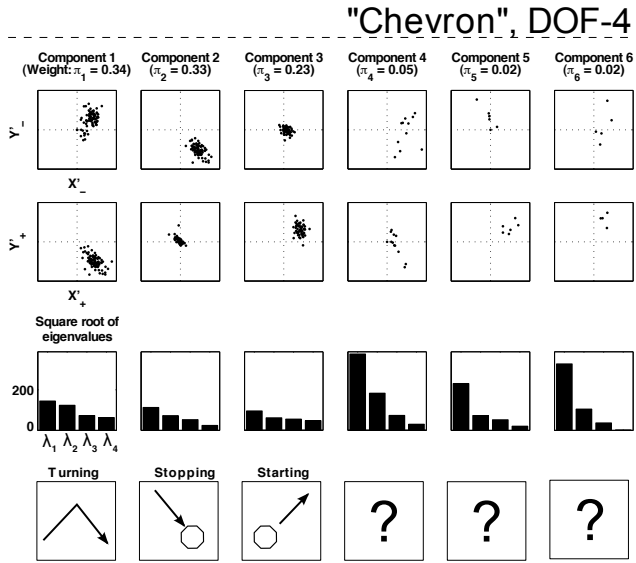 "Chevron", DOF-4
Component 1 Component 2 Component 3 Component 4 Component 5 Component 6
(Weight: π1 = 0.34) (π2 = 0.33) (π3 = 0.23) (π4 = 0.05) (π5 = 0.02) (π6 = 0.02)
Y'-
X'-
Y'+
X'+
Square root of
eigenvalues
200
0
λ1 λ2 λ3 λ4
Turning Stopping Starting
? ? ?